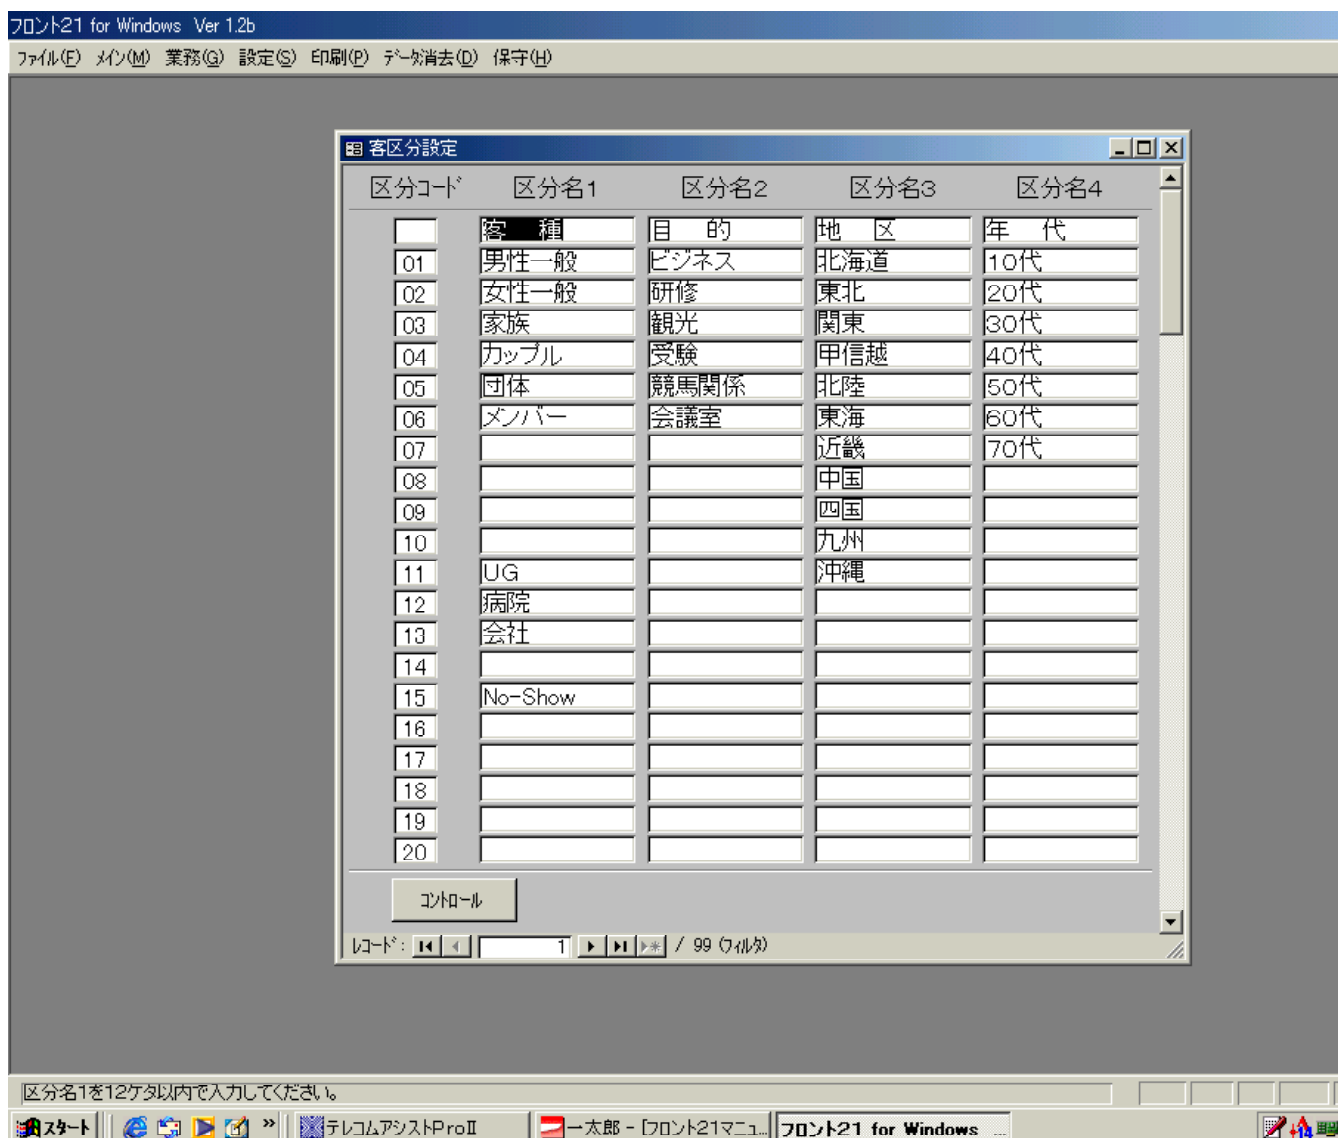 フロント21 for Windows Ver 1.2b
ファイル(F) メイン(M) 業務(G) 設定(S) 印刷(P) データ消去(D) 保守(H)
客区分設定
区分コード 区分名1 区分名2 区分名3 区分名4
客 種 目 的 地 区 年 代
01 男性一般 ビジネス 北海道 10代
02 女性一般 研修 東北 20代
03 家族 観光 関東 30代
04 カップル 受験 甲信越 40代
05 団体 競馬関係 北陸 50代
06 メンバー 会議室 東海 60代
07 近畿 70代
08 中国
09 四国
10 九州
11 UG 沖縄
12 病院
13 会社
14
15 No-Show
16
17
18
19
20
コントロール
レコード: 1 / 99 (フィルタ)
区分名1を12ケタ以内で入力してください。
スタート » テレコムアシストProⅡ 一太郎 - [フロント21マニュ... フロント21 for Windows ... 14